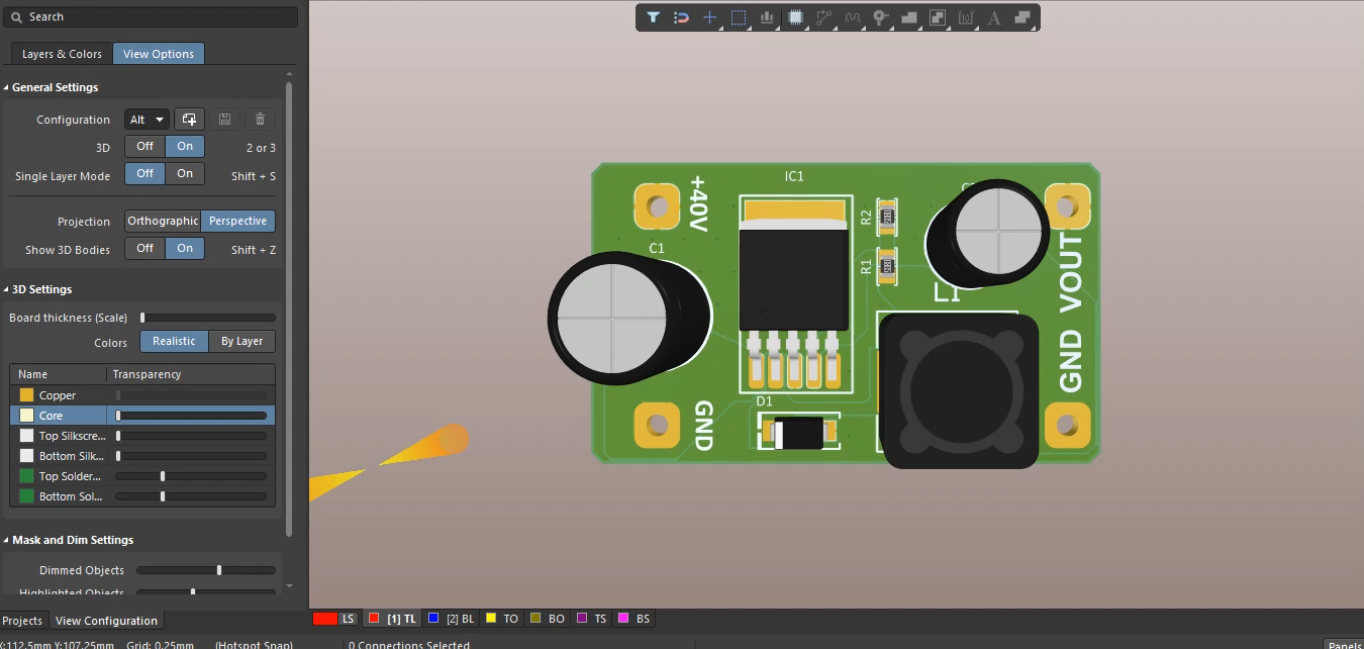 Search
Layers & Colors
View Options
General Settings
Configuration
Alt
3D
Off
On
2 or 3
Single Layer Mode
Off
On
Shift + S
Projection
Orthographic
Perspective
Show 3D Bodies
Off
On
Shift + Z
3D Settings
Board thickness (Scale)
Colors
Realistic
By Layer
Name
Transparency
Copper
Core
Top Silkscre...
Bottom Silk...
Top Solder...
Bottom Sol...
Mask and Dim Settings
Dimmed Objects
Highlighted Objects
Projects
View Configuration
X:112.5mm Y:107.25mm
Grid: 0.25mm
(Hotspot Snap)
0 Connections Selected
Panels
A
+40V
IC1
C1
R2
R1
L1
VOUT
GND
GND
D1
LS
[1] TL
[2] BL
TO
BO
TS
BS